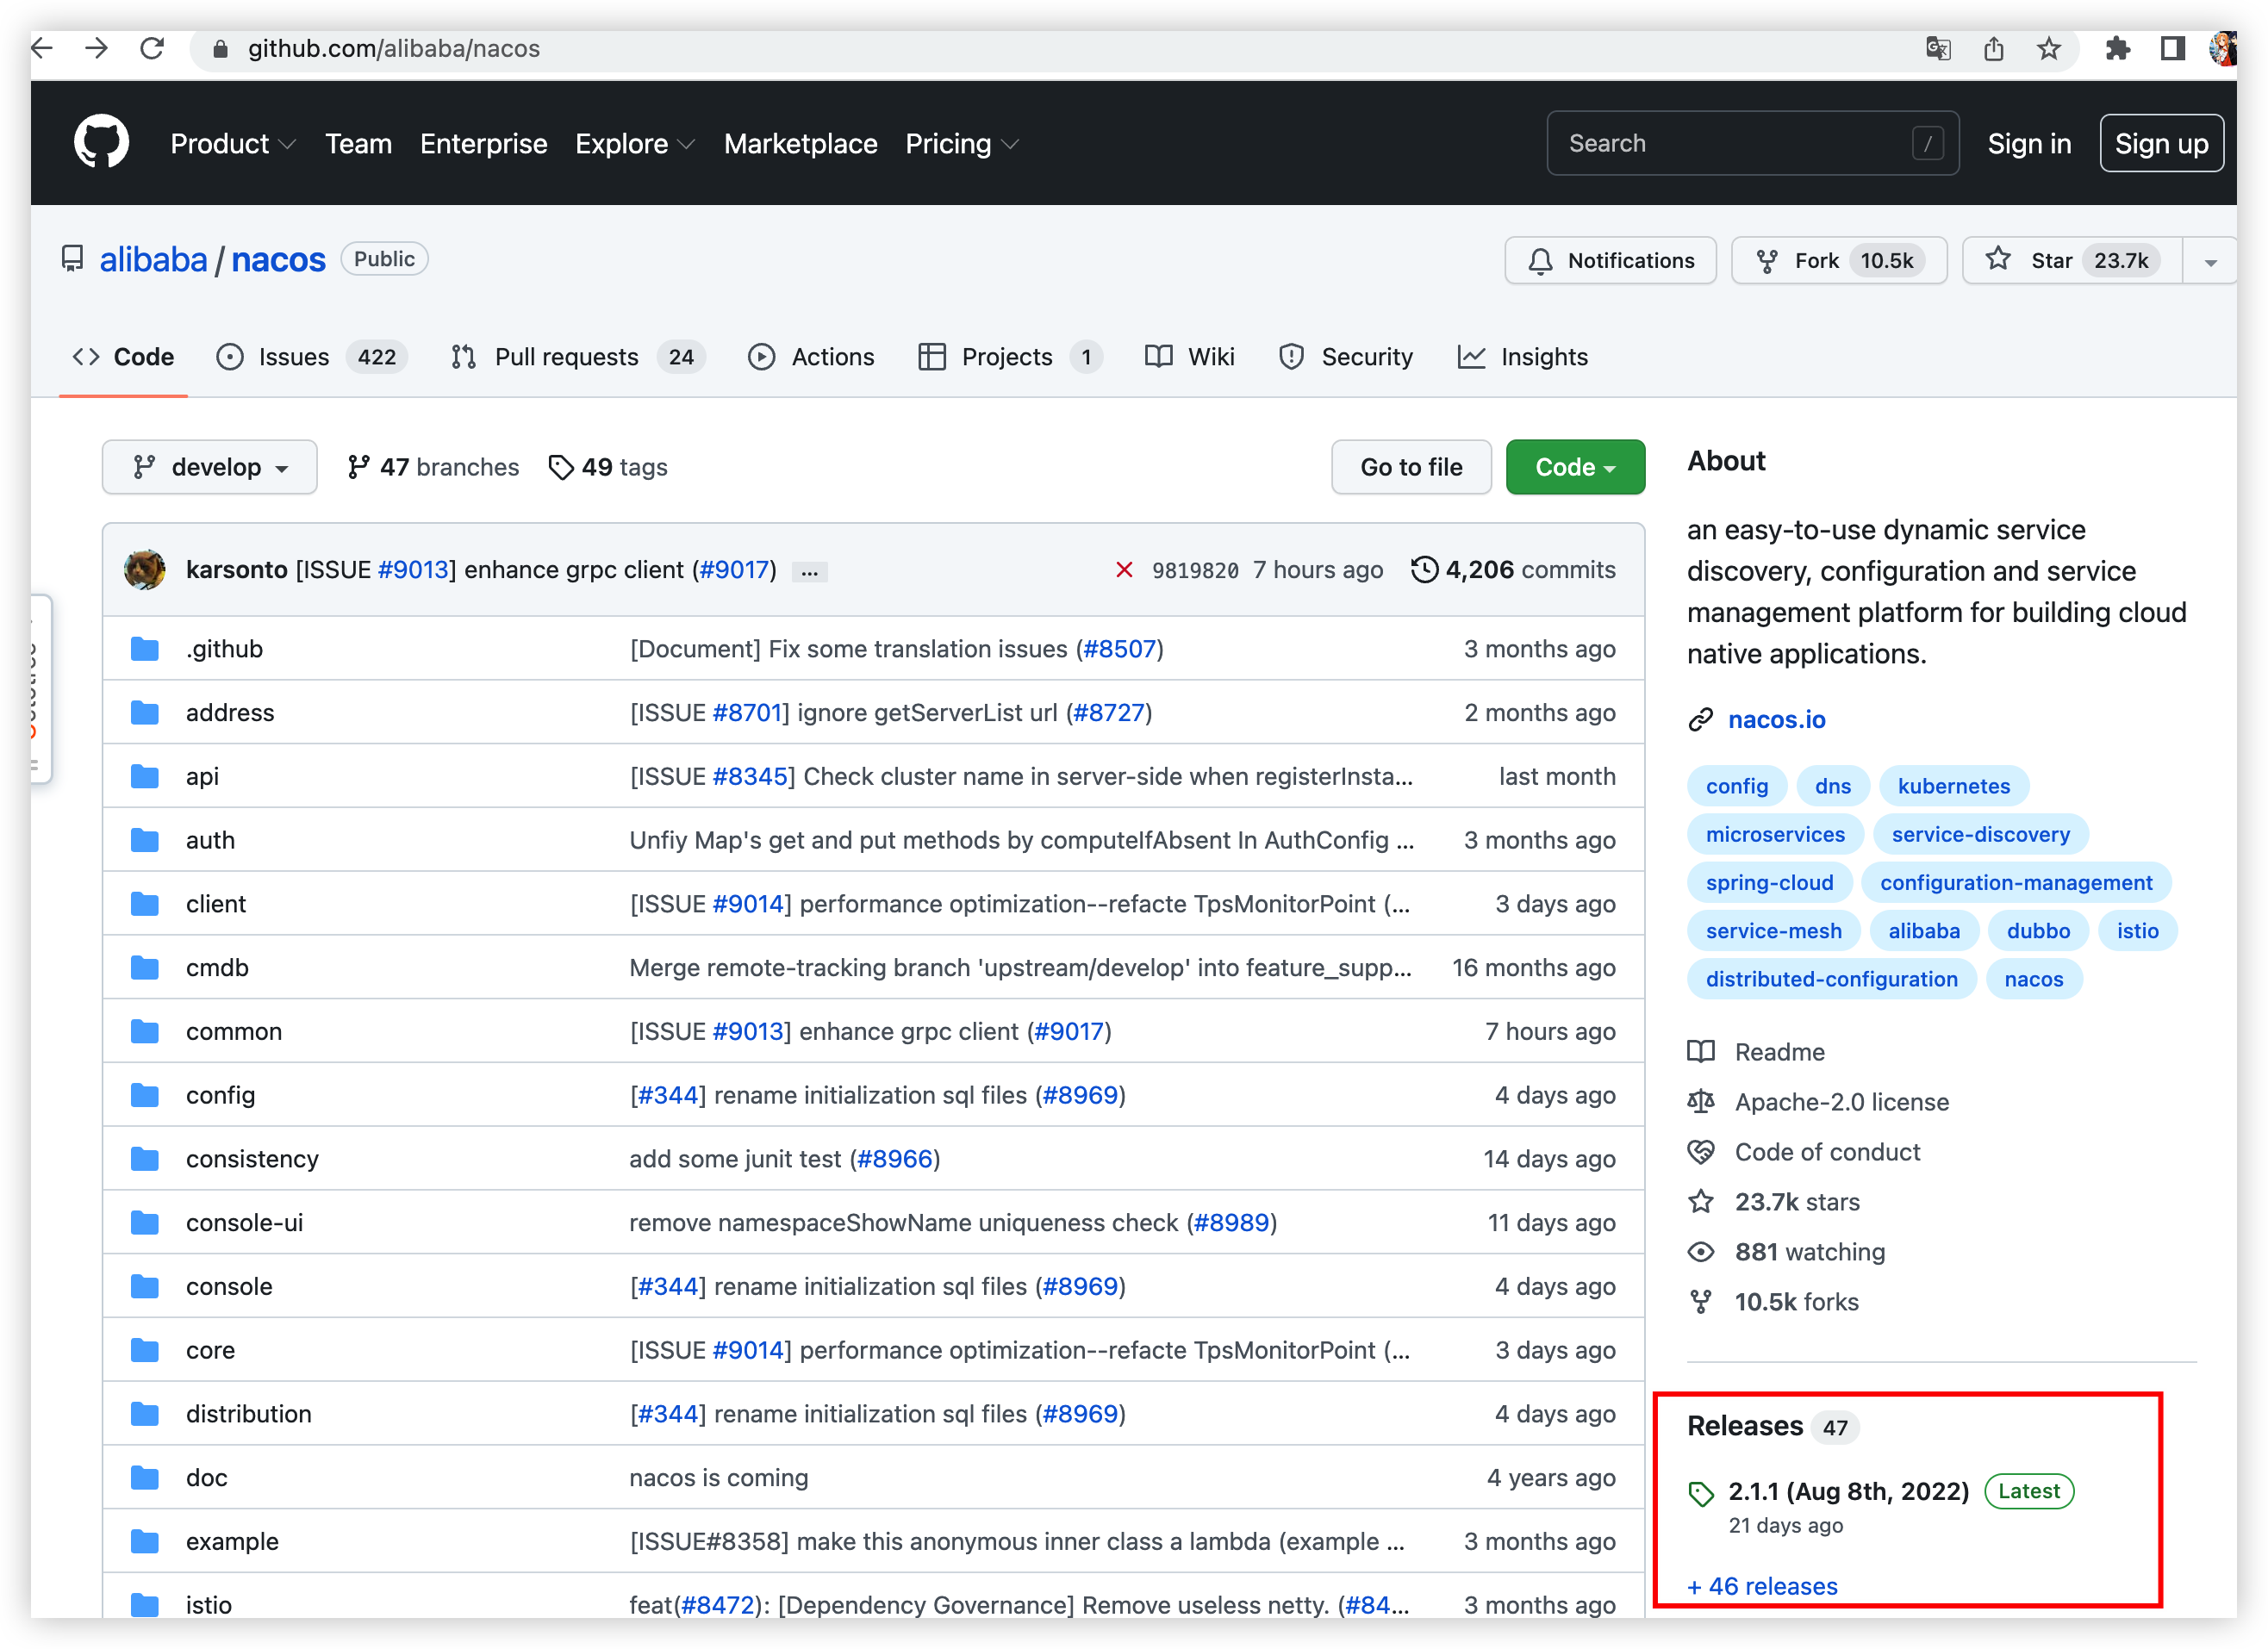 github.com/alibaba/nacos
Product Team Enterprise Explore Marketplace Pricing Search / Sign in Sign up
alibaba / nacos Public Notifications Fork 10.5k Star 23.7k
Code Issues 422 Pull requests 24 Actions Projects 1 Wiki Security Insights
develop 47 branches 49 tags Go to file Code
karsonto [ISSUE #9013] enhance grpc client (#9017) ... 9819820 7 hours ago 4,206 commits
.github [Document] Fix some translation issues (#8507) 3 months ago
address [ISSUE #8701] ignore getServerList url (#8727) 2 months ago
api [ISSUE #8345] Check cluster name in server-side when registerInsta... last month
auth Unfiy Map's get and put methods by computeIfAbsent In AuthConfig ... 3 months ago
client [ISSUE #9014] performance optimization--refacte TpsMonitorPoint (... 3 days ago
cmdb Merge remote-tracking branch 'upstream/develop' into feature_supp... 16 months ago
common [ISSUE #9013] enhance grpc client (#9017) 7 hours ago
config [#344] rename initialization sql files (#8969) 4 days ago
consistency add some junit test (#8966) 14 days ago
console-ui remove namespaceShowName uniqueness check (#8989) 11 days ago
console [#344] rename initialization sql files (#8969) 4 days ago
core [ISSUE #9014] performance optimization--refacte TpsMonitorPoint (... 3 days ago
distribution [#344] rename initialization sql files (#8969) 4 days ago
doc nacos is coming 4 years ago
example [ISSUE#8358] make this anonymous inner class a lambda (example ... 3 months ago
istio feat(#8472): [Dependency Governance] Remove useless netty. (#84... 3 months ago
About
an easy-to-use dynamic service
discovery, configuration and service
management platform for building cloud
native applications.
nacos.io
config dns kubernetes
microservices service-discovery
spring-cloud configuration-management
service-mesh alibaba dubbo istio
distributed-configuration nacos
Readme
Apache-2.0 license
Code of conduct
23.7k stars
881 watching
10.5k forks
Releases 47
2.1.1 (Aug 8th, 2022) Latest
21 days ago
+ 46 releases